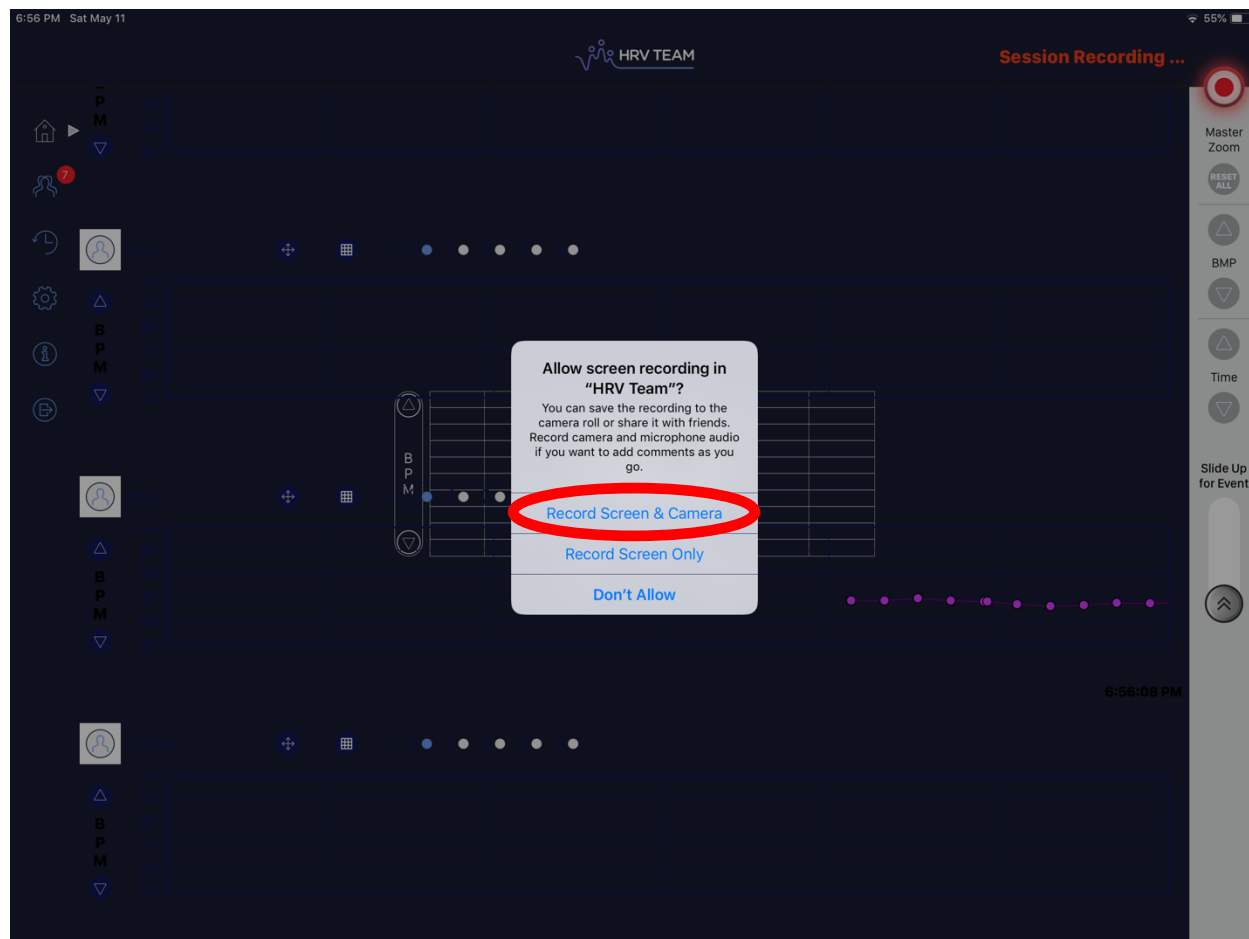 6:56 PM Sat May 11
55%
HRV TEAM
Session Recording ...
B
P
M
7
Master
Zoom
RESET
ALL
BMP
Time
Slide Up
for Event
B
P
M
B
P
M
Allow screen recording in
“HRV Team”?
You can save the recording to the
camera roll or share it with friends.
Record camera and microphone audio
if you want to add comments as you
go.
Record Screen & Camera
Record Screen Only
Don’t Allow
B
P
M
6:56:08 PM
B
P
M